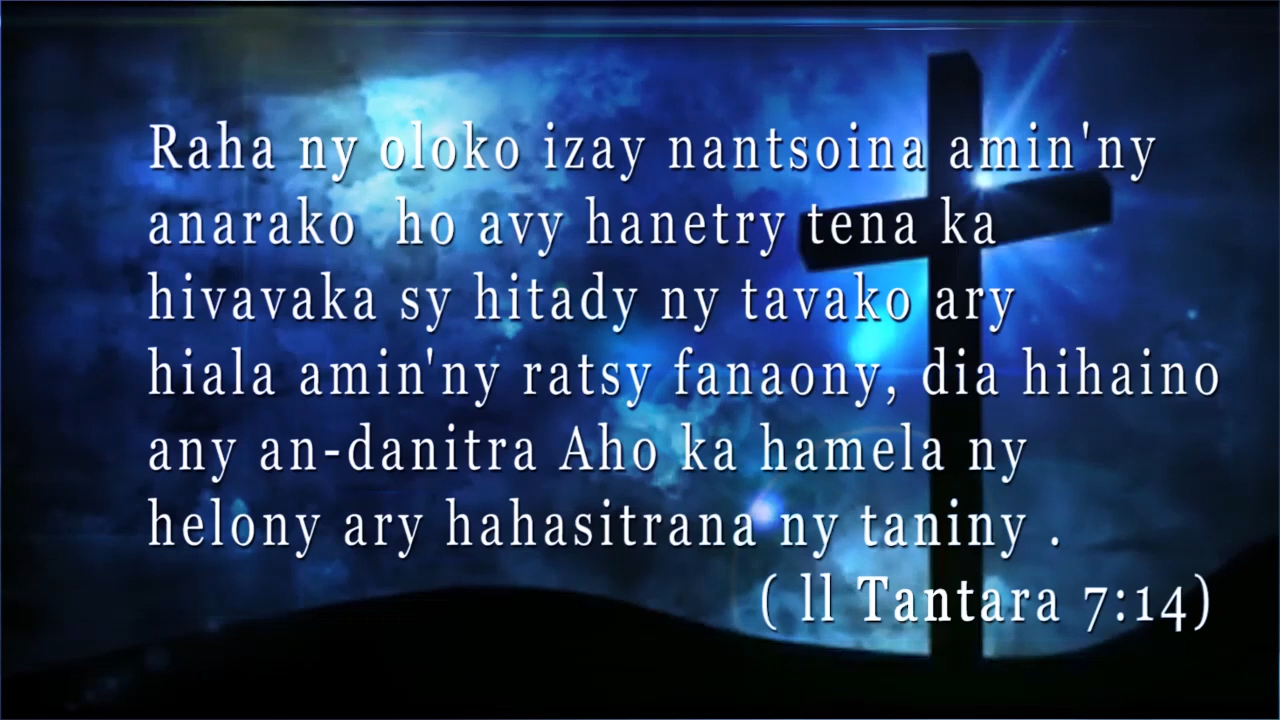 Raha ny oloko izay nantsoina amin'ny
anarako  ho avy hanetry tena ka
hivavaka sy hitady ny tavako ary
hiala amin'ny ratsy fanaony, dia hihaino
any an-danitra Aho ka hamela ny
helony ary hahasitrana ny taniny .
( ll Tantara 7:14)